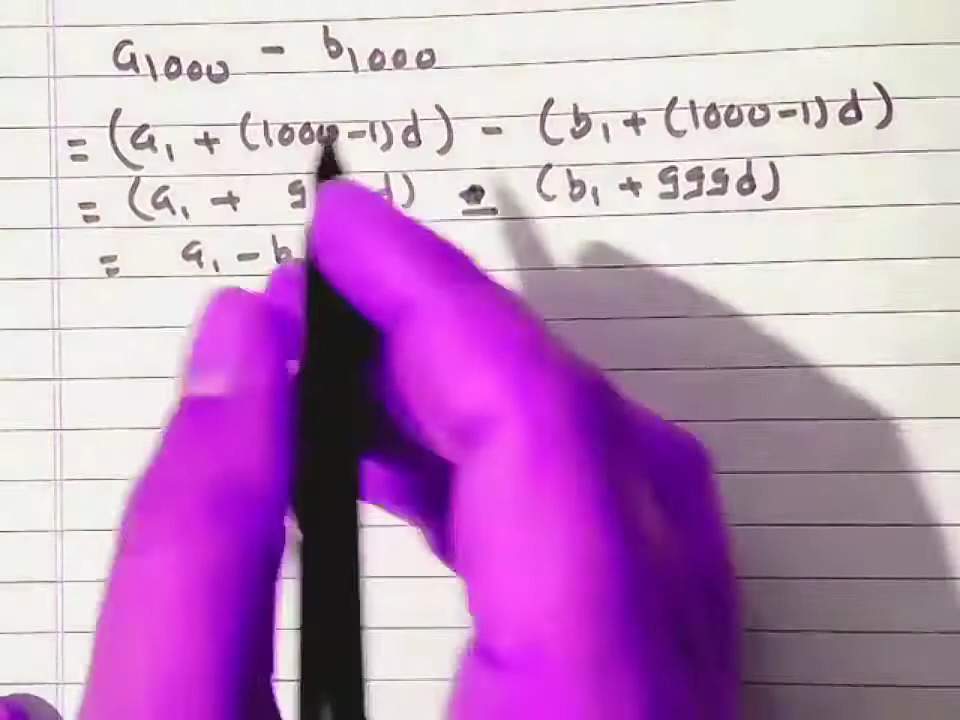 a₁₀₀₀ - b₁₀₀₀
= (a₁ + (1000-1)d) - (b₁ + (1000-1)d)
= (a₁ + d) - (b₁ + 999d)
= a₁ - b